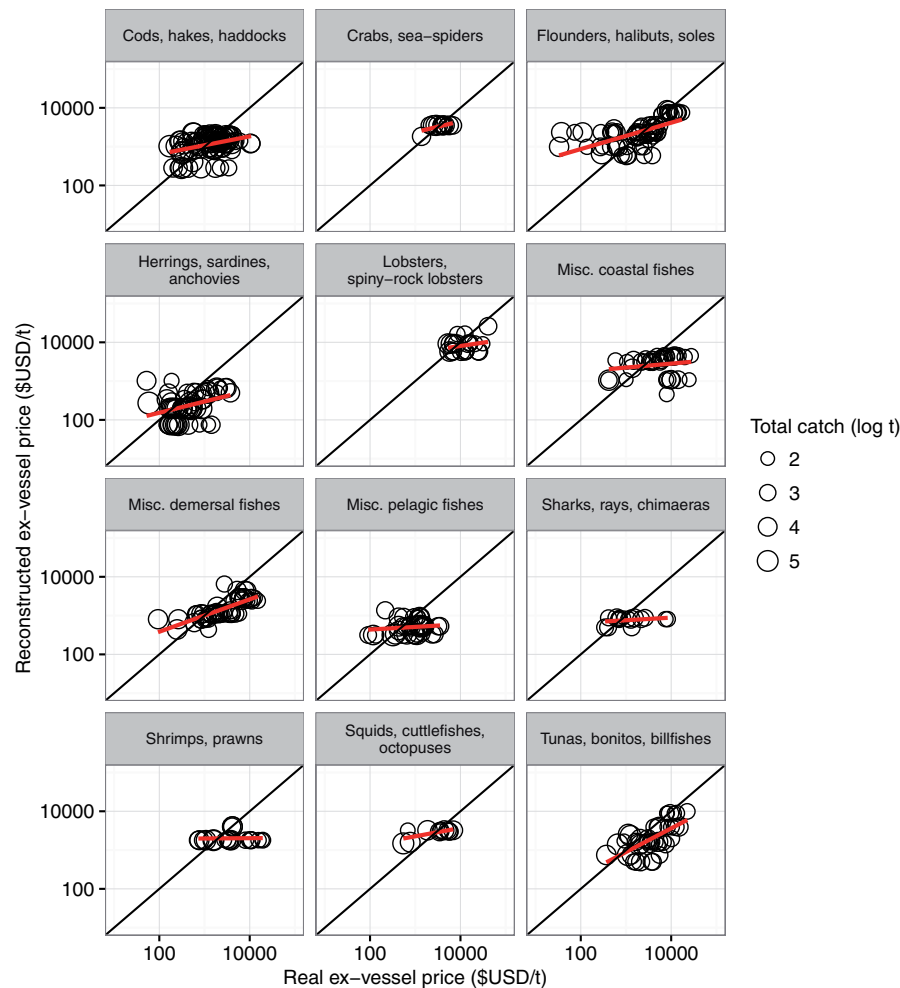 Cods, hakes, haddocks
Crabs, sea−spiders
Flounders, halibuts, soles
10000
100
Herrings, sardines,
anchovies
Lobsters,
spiny−rock lobsters
Misc. coastal fishes
10000
100
Reconstructed ex−vessel price ($USD/t)
Total catch (log t)
2
3
4
5
Misc. demersal fishes
Misc. pelagic fishes
Sharks, rays, chimaeras
10000
100
Shrimps, prawns
Squids, cuttlefishes,
octopuses
Tunas, bonitos, billfishes
10000
100
100 10000 100 10000 100 10000
Real ex−vessel price ($USD/t)